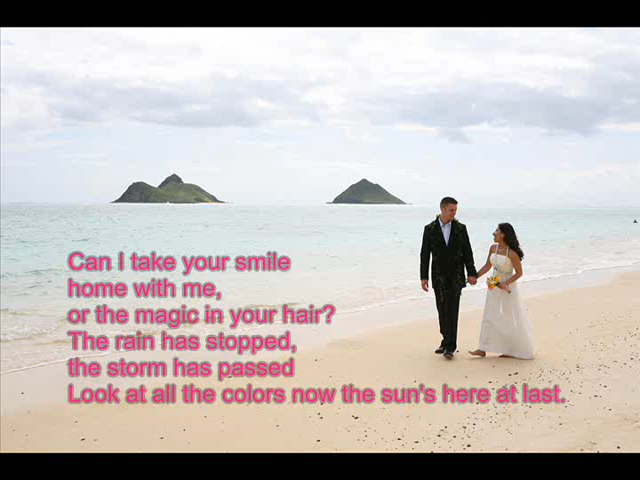 Can I take your smile
home with me,
or the magic in your hair?
The rain has stopped,
the storm has passed
Look at all the colors now the sun's here at last.